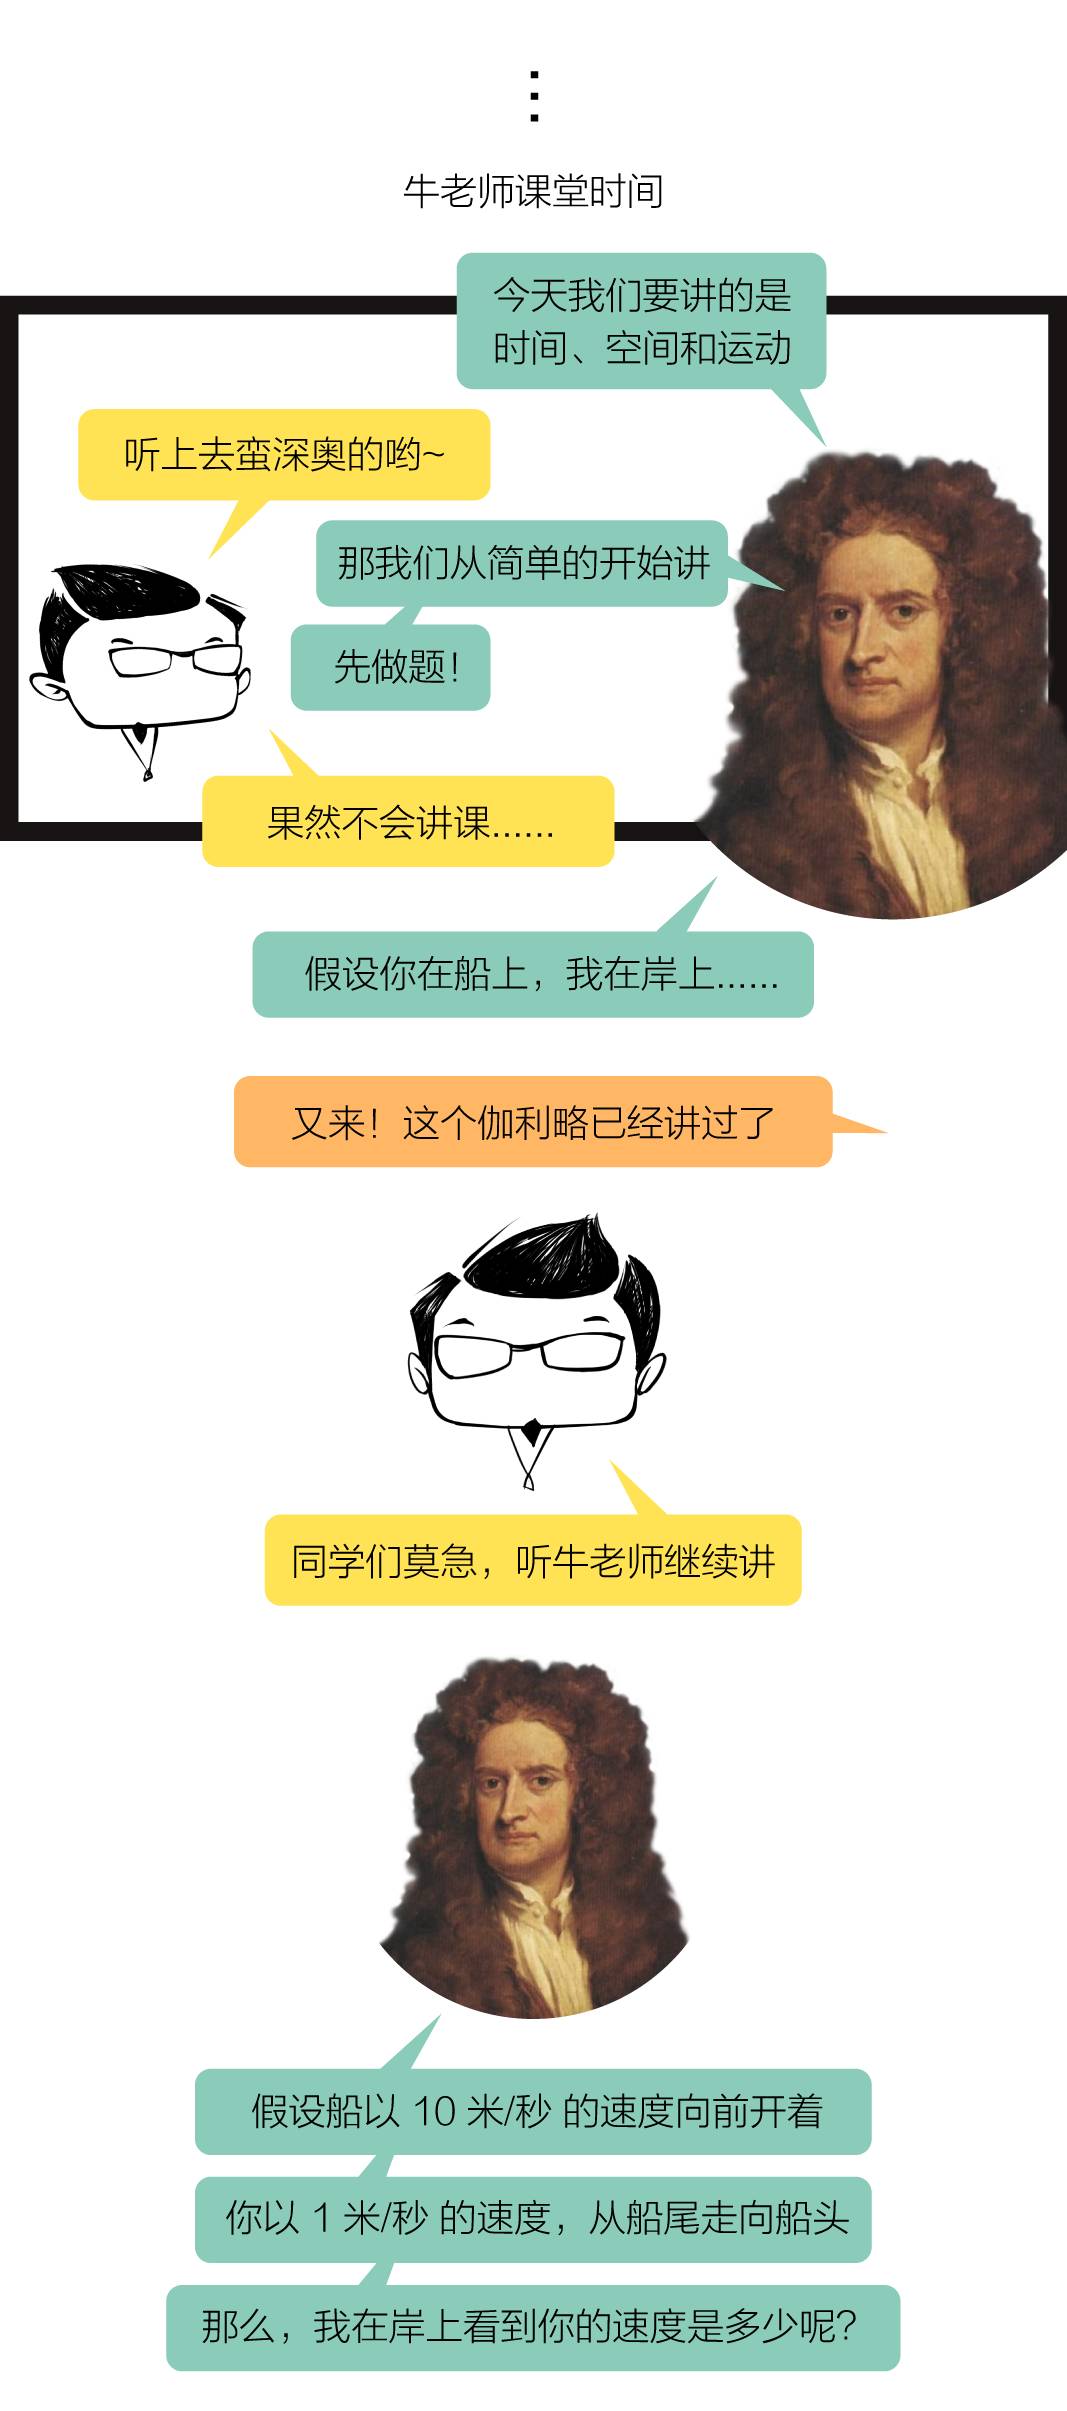 牛老师课堂时间
今天我们要讲的是
时间、空间和运动
听上去蛮深奥的哟~
那我们从简单的开始讲
先做题！
果然不会讲课......
假设你在船上，我在岸上......
又来！这个伽利略已经讲过了
同学们莫急，听牛老师继续讲
假设船以 10 米/秒 的速度向前开着
你以 1 米/秒 的速度，从船尾走向船头
那么，我在岸上看到你的速度是多少呢？